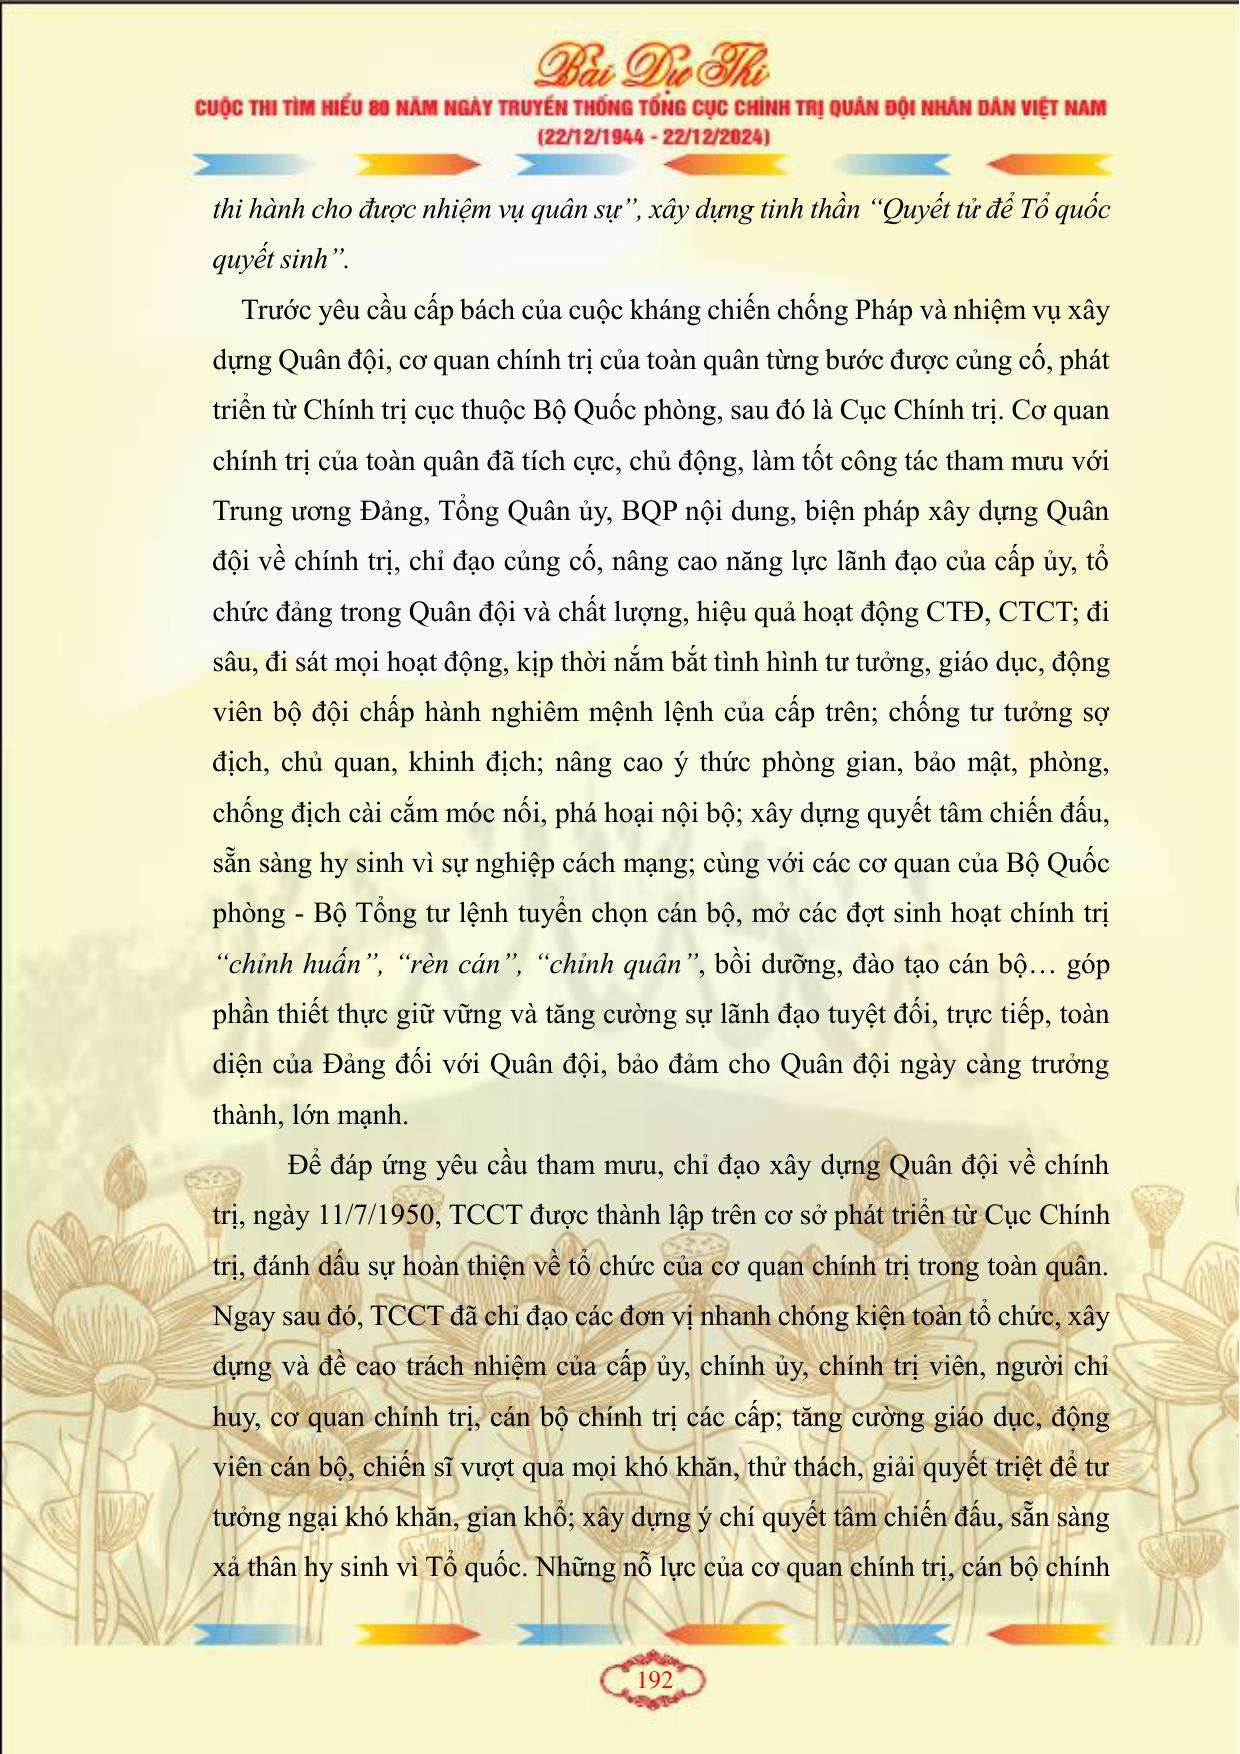 Bài Dự Thi
CUỘC THI TÌM HIỂU 80 NĂM NGÀY TRUYỀN THỐNG TỔNG CỤC CHÍNH TRỊ QUÂN ĐỘI NHÂN DÂN VIỆT NAM
(22/12/1944 - 22/12/2024)
thi hành cho được nhiệm vụ quân sự”, xây dựng tinh thần “Quyết tử để Tổ quốc
quyết sinh”.
Trước yêu cầu cấp bách của cuộc kháng chiến chống Pháp và nhiệm vụ xây
dựng Quân đội, cơ quan chính trị của toàn quân từng bước được củng cố, phát
triển từ Chính trị cục thuộc Bộ Quốc phòng, sau đó là Cục Chính trị. Cơ quan
chính trị của toàn quân đã tích cực, chủ động, làm tốt công tác tham mưu với
Trung ương Đảng, Tổng Quân ủy, BQP nội dung, biện pháp xây dựng Quân
đội về chính trị, chỉ đạo củng cố, nâng cao năng lực lãnh đạo của cấp ủy, tổ
chức đảng trong Quân đội và chất lượng, hiệu quả hoạt động CTĐ, CTCT; đi
sâu, đi sát mọi hoạt động, kịp thời nắm bắt tình hình tư tưởng, giáo dục, động
viên bộ đội chấp hành nghiêm mệnh lệnh của cấp trên; chống tư tưởng sợ
địch, chủ quan, khinh địch; nâng cao ý thức phòng gian, bảo mật, phòng,
chống địch cài cắm móc nối, phá hoại nội bộ; xây dựng quyết tâm chiến đấu,
sẵn sàng hy sinh vì sự nghiệp cách mạng; cùng với các cơ quan của Bộ Quốc
phòng - Bộ Tổng tư lệnh tuyển chọn cán bộ, mở các đợt sinh hoạt chính trị
“chỉnh huấn”, “rèn cán”, “chỉnh quân”, bồi dưỡng, đào tạo cán bộ… góp
phần thiết thực giữ vững và tăng cường sự lãnh đạo tuyệt đối, trực tiếp, toàn
diện của Đảng đối với Quân đội, bảo đảm cho Quân đội ngày càng trưởng
thành, lớn mạnh.
Để đáp ứng yêu cầu tham mưu, chỉ đạo xây dựng Quân đội về chính
trị, ngày 11/7/1950, TCCT được thành lập trên cơ sở phát triển từ Cục Chính
trị, đánh dấu sự hoàn thiện về tổ chức của cơ quan chính trị trong toàn quân.
Ngay sau đó, TCCT đã chỉ đạo các đơn vị nhanh chóng kiện toàn tổ chức, xây
dựng và đề cao trách nhiệm của cấp ủy, chính ủy, chính trị viên, người chỉ
huy, cơ quan chính trị, cán bộ chính trị các cấp; tăng cường giáo dục, động
viên cán bộ, chiến sĩ vượt qua mọi khó khăn, thử thách, giải quyết triệt để tư
tưởng ngại khó khăn, gian khổ; xây dựng ý chí quyết tâm chiến đấu, sẵn sàng
xả thân hy sinh vì Tổ quốc. Những nỗ lực của cơ quan chính trị, cán bộ chính
192